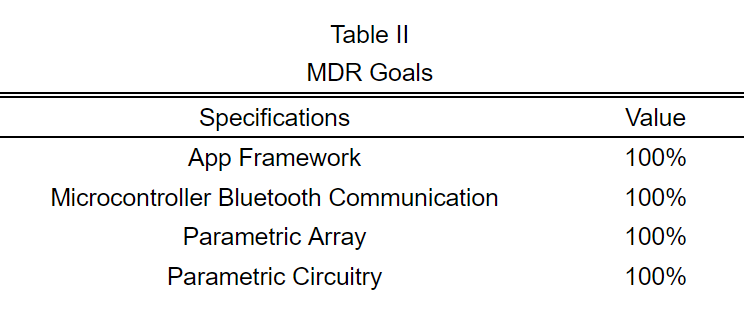 Table II
MDR Goals
Specifications Value
App Framework 100%
Microcontroller Bluetooth Communication 100%
Parametric Array 100%
Parametric Circuitry 100%